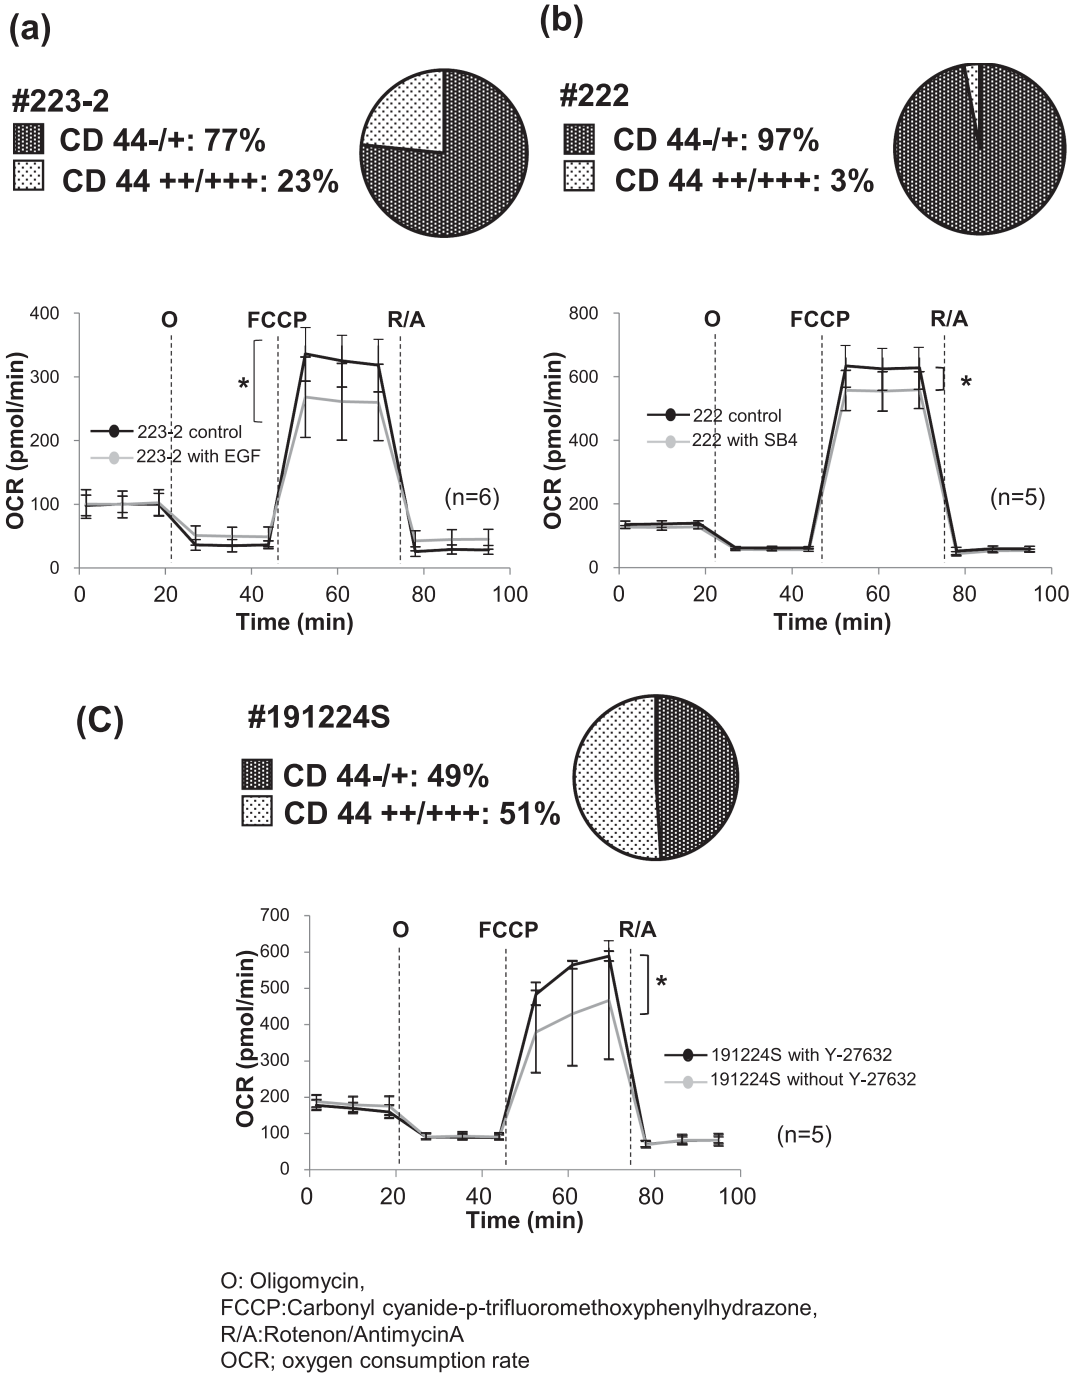 (a)
#223-2
CD 44-/+: 77%
CD 44 ++/+++: 23%
400
300
200
100
0
OCR (pmol/min)
O
FCCP
R/A
*
223-2 control
223-2 with EGF
(n=6)
0 20 40 60 80 100
Time (min)
(b)
#222
CD 44-/+: 97%
CD 44 ++/+++: 3%
800
600
400
200
0
OCR (pmol/min)
O
FCCP
R/A
*
222 control
222 with SB4
(n=5)
0 20 40 60 80 100
Time (min)
(C)
#191224S
CD 44-/+: 49%
CD 44 ++/+++: 51%
700
600
500
400
300
200
100
0
OCR (pmol/min)
O
FCCP
R/A
*
191224S with Y-27632
191224S without Y-27632
(n=5)
0 20 40 60 80 100
Time (min)
O: Oligomycin,
FCCP:Carbonyl cyanide-p-trifluoromethoxyphenylhydrazone,
R/A:Rotenon/AntimycinA
OCR; oxygen consumption rate